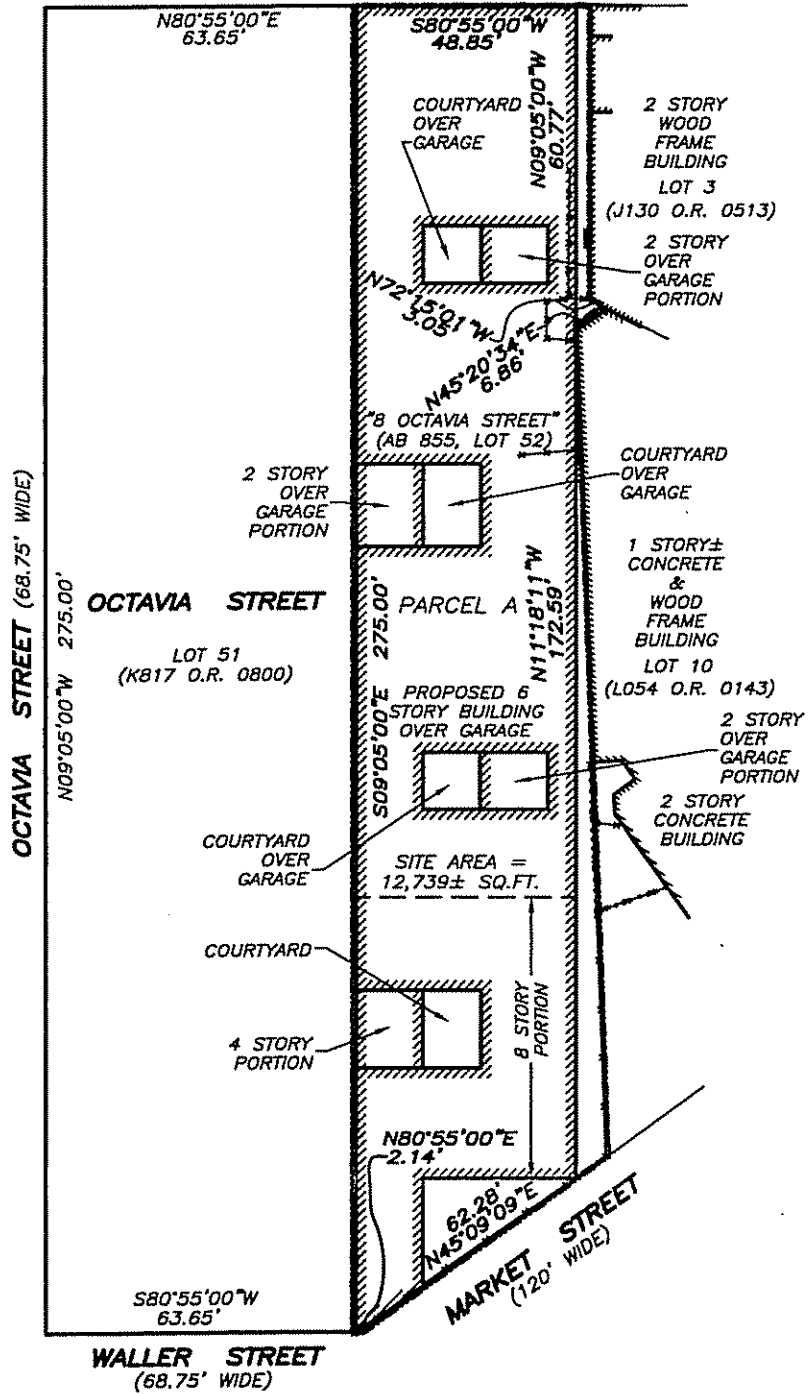 N80°55'00"E
63.65'
S80°55'00"W
48.85'
N09°05'00"W
60.77'
COURTYARD
OVER
GARAGE
2 STORY
WOOD
FRAME
BUILDING
LOT 3
(J130 O.R. 0513)
2 STORY
OVER
GARAGE
PORTION
N72°15'01"W
3.05'
N45°20'34"E
6.86'
"8 OCTAVIA STREET"
(AB 855, LOT 52)
2 STORY
OVER
GARAGE
PORTION
COURTYARD
OVER
GARAGE
OCTAVIA STREET (68.75' WIDE)
N09°05'00"W 275.00'
OCTAVIA STREET
LOT 51
(K817 O.R. 0800)
S09°05'00"E 275.00'
PARCEL A
N11°18'11"W
172.59'
1 STORY±
CONCRETE
&
WOOD
FRAME
BUILDING
LOT 10
(L054 O.R. 0143)
PROPOSED 6
STORY BUILDING
OVER GARAGE
2 STORY
OVER
GARAGE
PORTION
2 STORY
CONCRETE
BUILDING
COURTYARD
OVER
GARAGE
SITE AREA =
12,739± SQ.FT.
COURTYARD
4 STORY
PORTION
8 STORY
PORTION
N80°55'00"E
2.14'
62.28'
N45°09'09"E
MARKET STREET
(120' WIDE)
S80°55'00"W
63.65'
WALLER STREET
(68.75' WIDE)